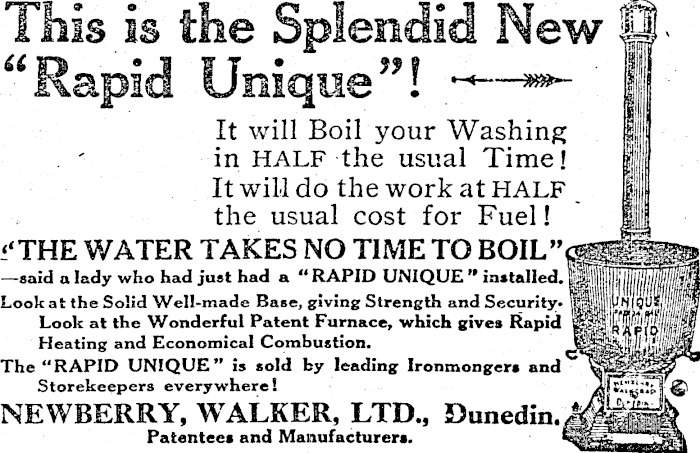 This is the Splendid New
"Rapid Unique"!
It will Boil your Washing
in HALF the usual Time!
It will do the work at HALF
the usual cost for Fuel!
"THE WATER TAKES NO TIME TO BOIL"
—said a lady who had just had a "RAPID UNIQUE" installed.
Look at the Solid Well-made Base, giving Strength and Security.
Look at the Wonderful Patent Furnace, which gives Rapid
Heating and Economical Combustion.
The "RAPID UNIQUE" is sold by leading Ironmongers and
Storekeepers everywhere!
NEWBERRY, WALKER, LTD., Dunedin.
Patentees and Manufacturers.
UNIQUE
RAPID